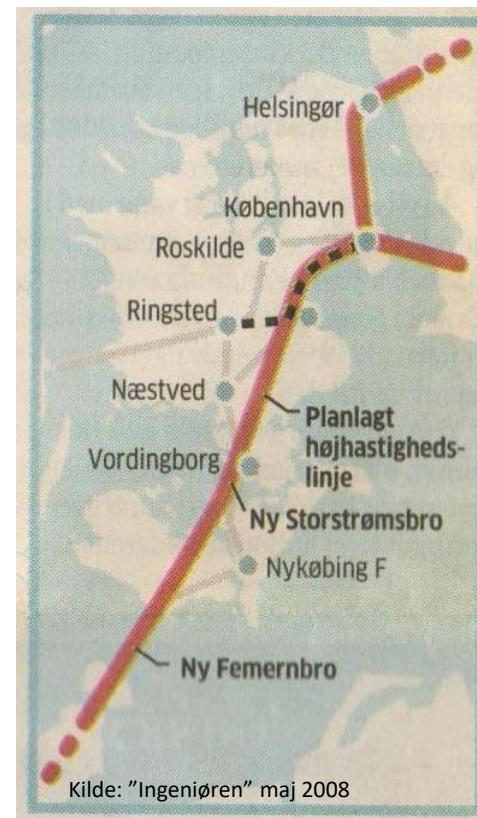 Helsingør
København
Roskilde
Ringsted
Næstved
Planlagt
højhastigheds-
linje
Vordingborg
Ny Storstrømsbro
Nykøbing F
Ny Femernbro
Kilde: ”Ingeniøren” maj 2008